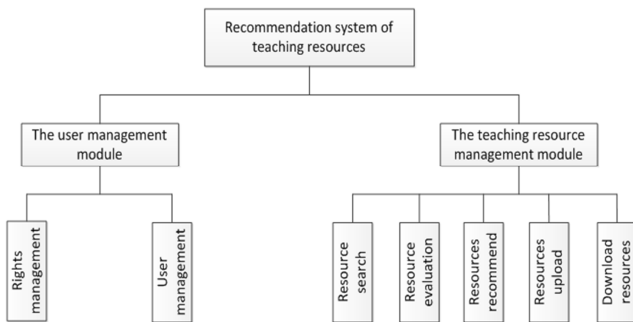 Recommendation system of
teaching resources
The user management
module
The teaching resource
management module
Rights
management
User
management
Resource
search
Resource
evaluation
Resources
recommend
Resources
upload
Download
resources